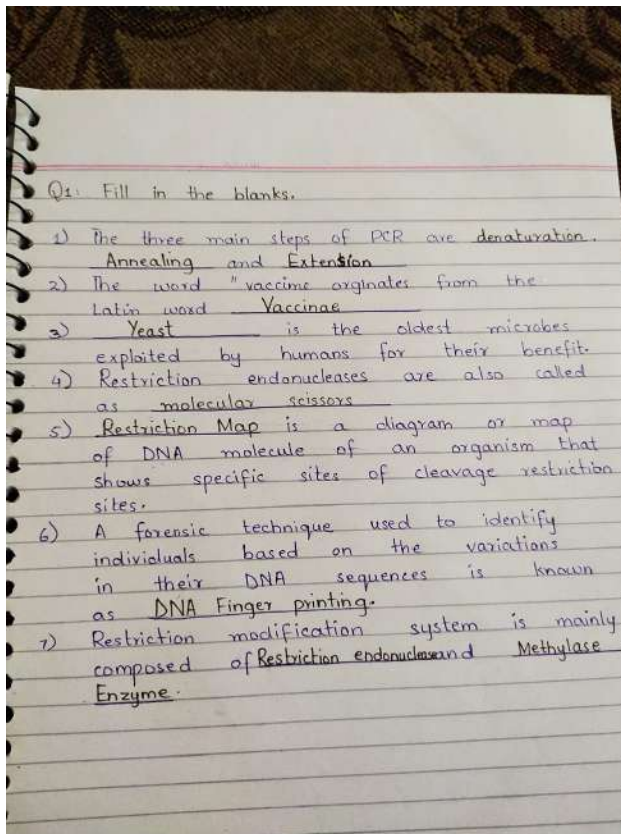 Q1: Fill in the blanks.
1) The three main steps of PCR are denaturation.
Annealing and Extension
2) The word "vaccime orginates from the
Latin word Vaccinae
3) Yeast is the oldest microbes
exploited by humans for their benefit.
4) Restriction endonucleases are also called
as molecular scissors
5) Restriction Map is a diagram or map
of DNA molecule of an organism that
shows specific sites of cleavage restriction
sites.
6) A forensic technique used to identify
individuals based on the variations
in their DNA sequences is known
as DNA Finger printing.
7) Restriction modification system is mainly
composed of Restriction endonuclease and Methylase
Enzyme.